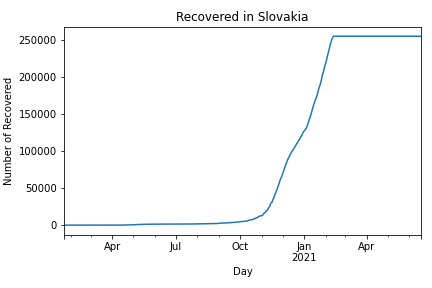 Recovered in Slovakia
Number of Recovered
250000
200000
150000
100000
50000
0
Apr Jul Oct Jan Apr
2021
Day